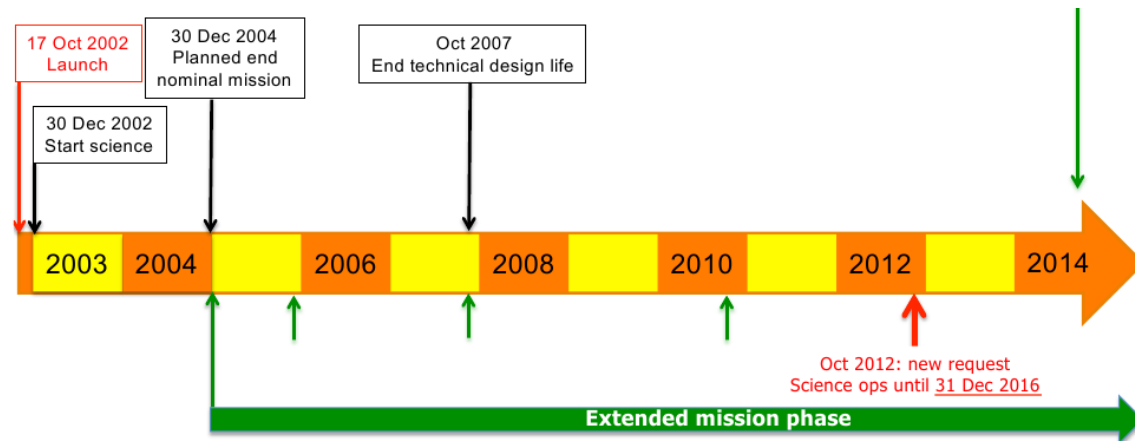 17 Oct 2002
Launch
30 Dec 2004
Planned end
nominal mission
Oct 2007
End technical design life
30 Dec 2002
Start science
2003
2004
2006
2008
2010
2012
2014
Oct 2012: new request
Science ops until 31 Dec 2016
Extended mission phase